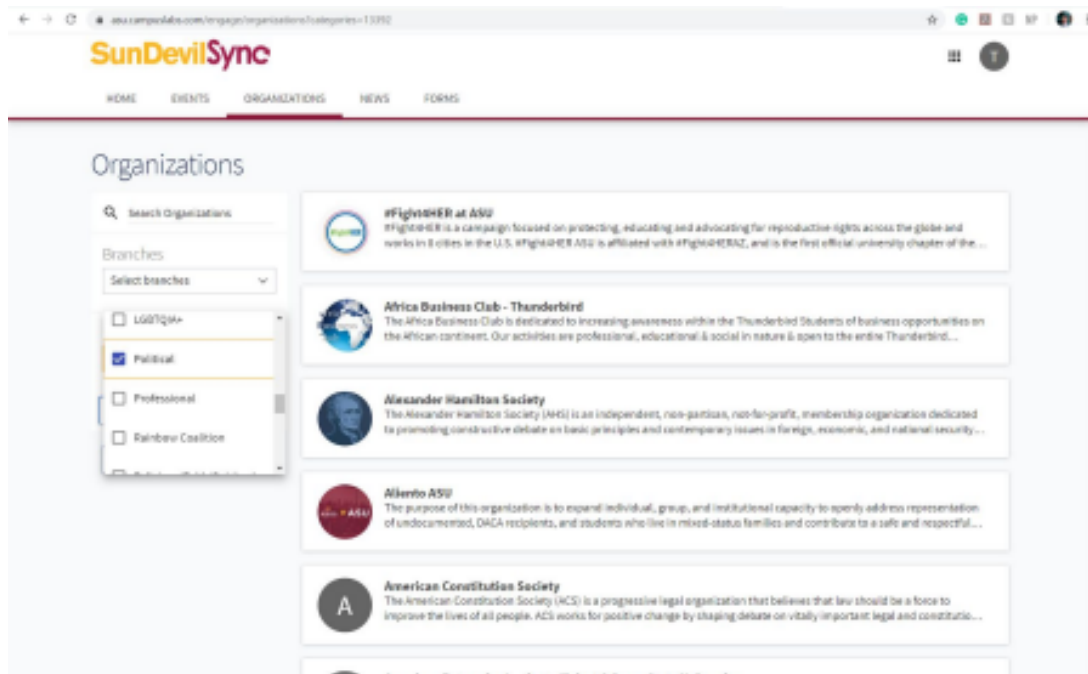 asu.campuslabs.com/engage/organizations?categories=13392
SunDevilSync
T
HOME EVENTS ORGANIZATIONS NEWS FORMS
Organizations
Search Organizations
Branches
Select branches
LGBTQIA+
Political
Professional
Rainbow Coalition
#Fight4HER at ASU
#Fight4HER is a campaign focused on protecting, educating and advocating for reproductive rights across the globe and
works in 8 cities in the U.S. #Fight4HER ASU is affiliated with #Fight4HERAZ, and is the first official university chapter of the...
Africa Business Club - Thunderbird
The Africa Business Club is dedicated to increasing awareness within the Thunderbird Students of business opportunities on
the African continent. Our activities are professional, educational & social in nature & open to the entire Thunderbird...
Alexander Hamilton Society
The Alexander Hamilton Society (AHS) is an independent, non-partisan, not-for-profit, membership organization dedicated
to promoting constructive debate on basic principles and contemporary issues in foreign, economic, and national security...
Aliento ASU
ASU
The purpose of this organization is to expand individual, group, and institutional capacity to openly address representation
of undocumented, DACA recipients, and students who live in mixed-status families and contribute to a safe and respectful...
American Constitution Society
A
The American Constitution Society (ACS) is a progressive legal organization that believes that law should be a force to
improve the lives of all people. ACS works for positive change by shaping debate on vitally important legal and constitutio...